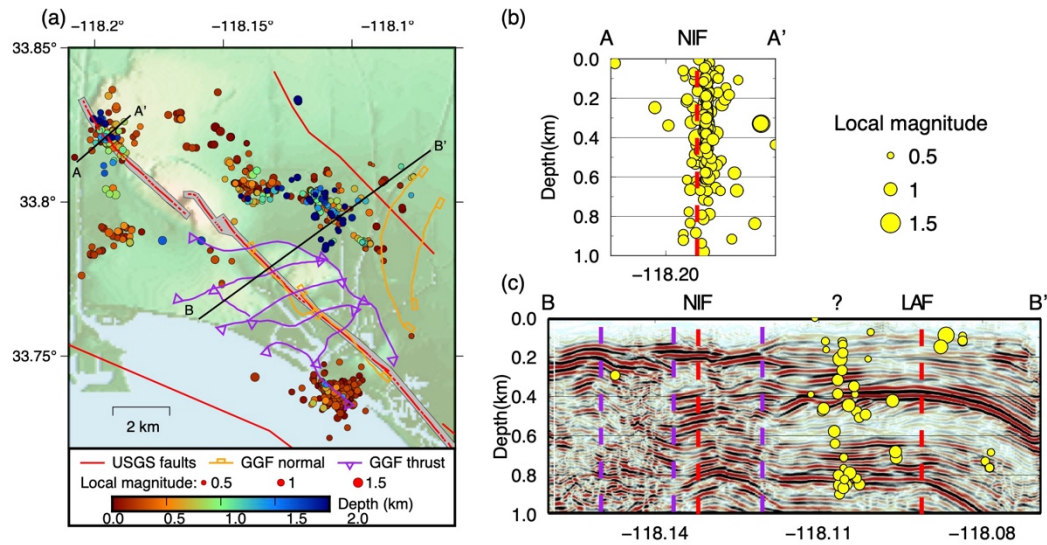 (a)
−118.2°
−118.15°
−118.1°
33.85°
33.8°
33.75°
A'
A
B'
B
2 km
USGS faults
GGF normal
GGF thrust
Local magnitude:
0.5
1
1.5
Depth (km)
0.0
0.5
1.0
1.5
2.0
(b)
A
NIF
A'
0.0
0.2
0.4
0.6
0.8
1.0
Depth(km)
−118.20
Local magnitude
0.5
1
1.5
(c)
B
NIF
?
LAF
B'
0.0
0.2
0.4
0.6
0.8
1.0
Depth(km)
−118.14
−118.11
−118.08